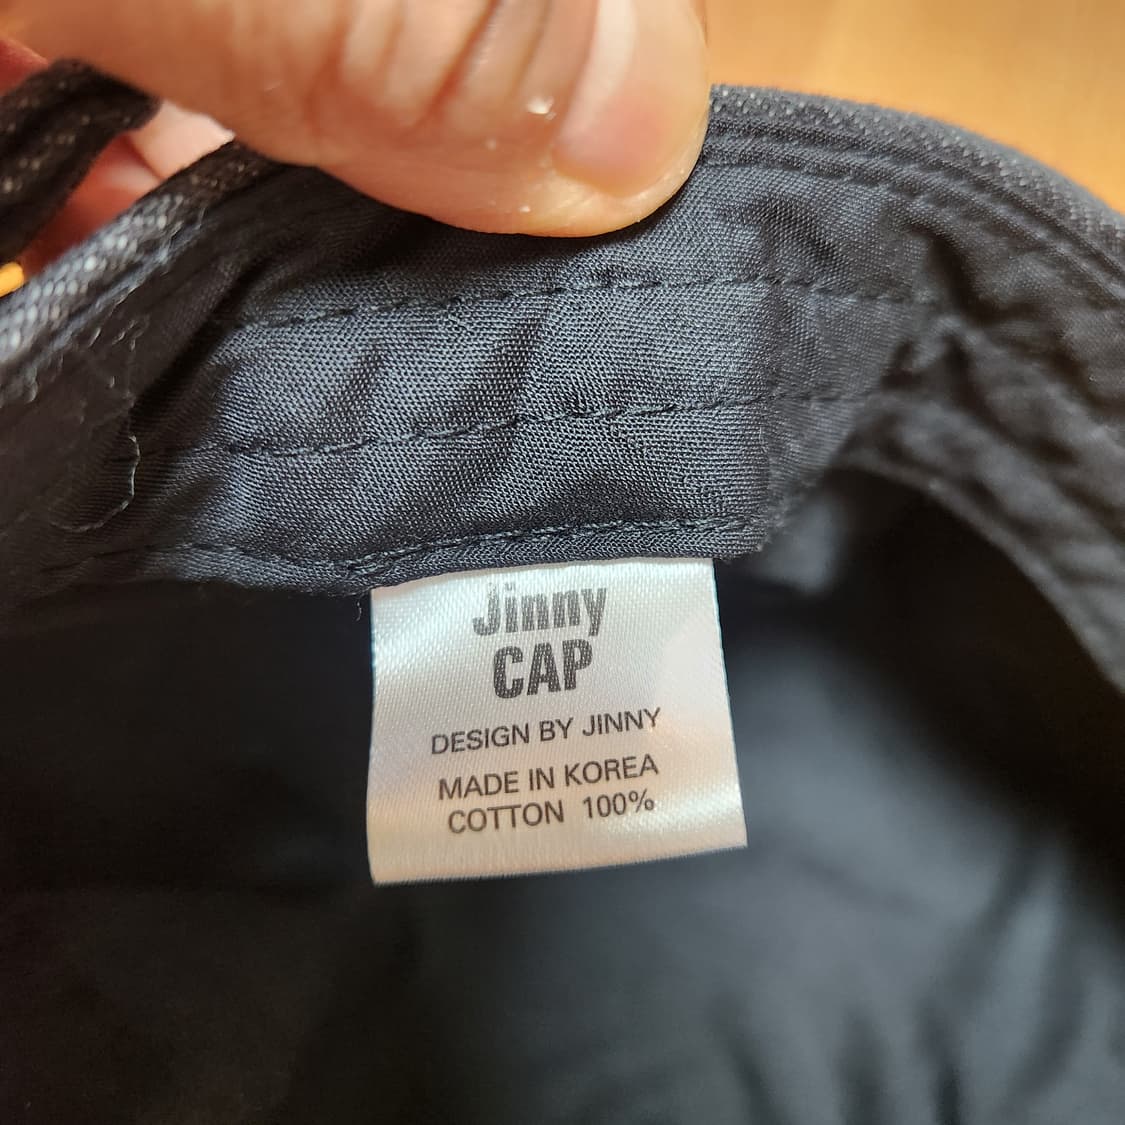 Jinny
CAP
DESIGN BY JINNY
MADE IN KOREA
COTTON 100%